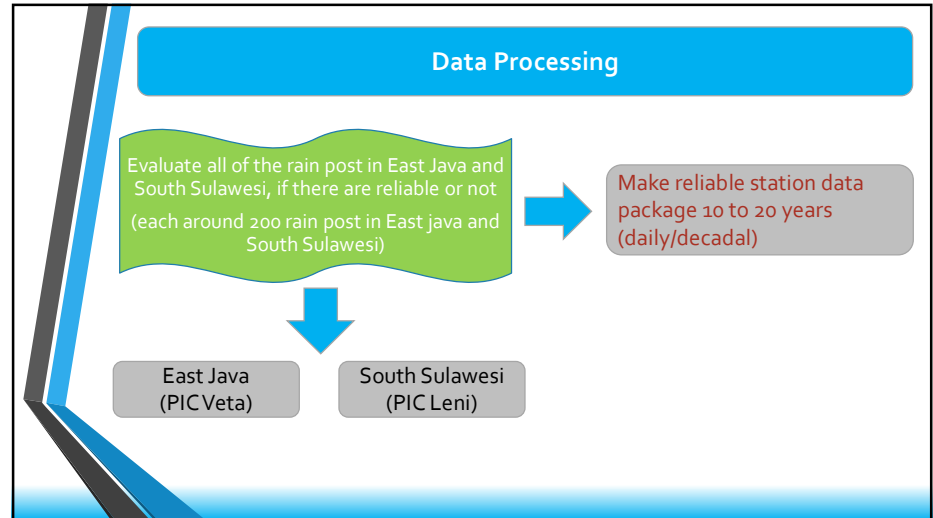 Data Processing
Evaluate all of the rain post in East Java and
South Sulawesi, if there are reliable or not
(each around 200 rain post in East java and
South Sulawesi)
Make reliable station data
package 10 to 20 years
(daily/decadal)
East Java
(PIC Veta)
South Sulawesi
(PIC Leni)